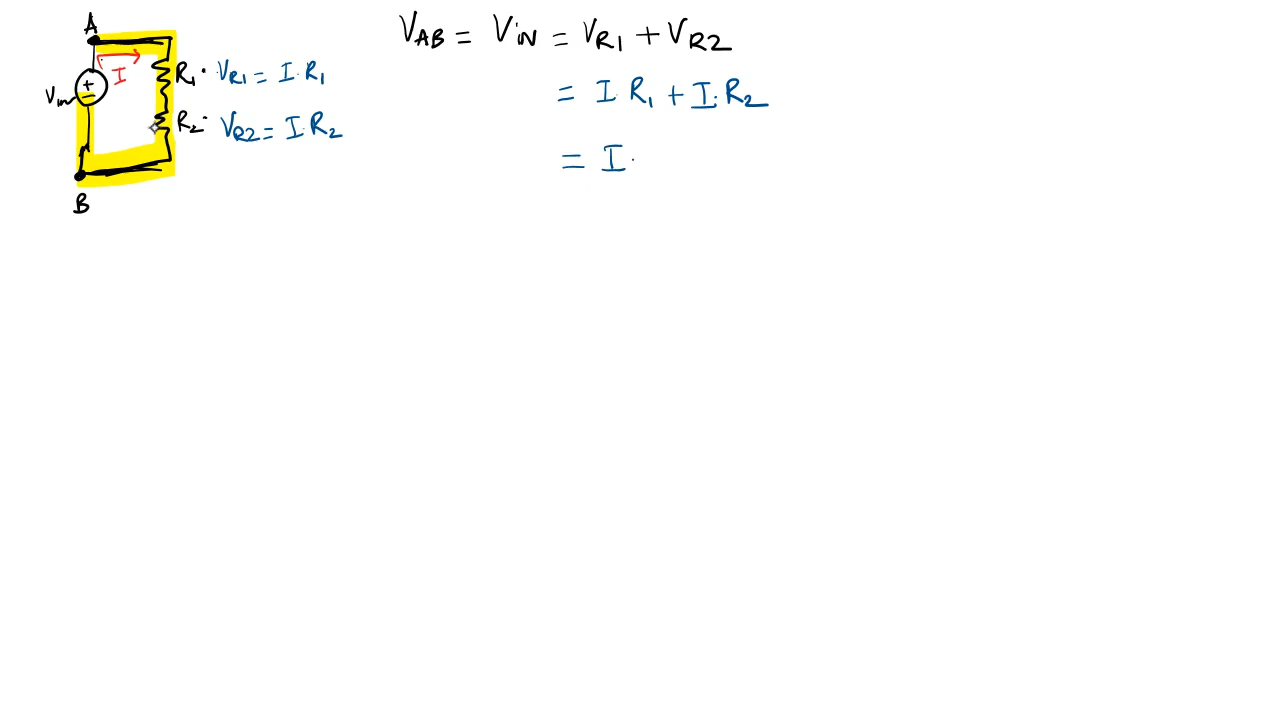 A
I
Vin
+
−
R1. VR1 = I. R1
R2. VR2 = I. R2
B
VAB = VIN = VR1 + VR2
= I. R1 + I. R2
= I.